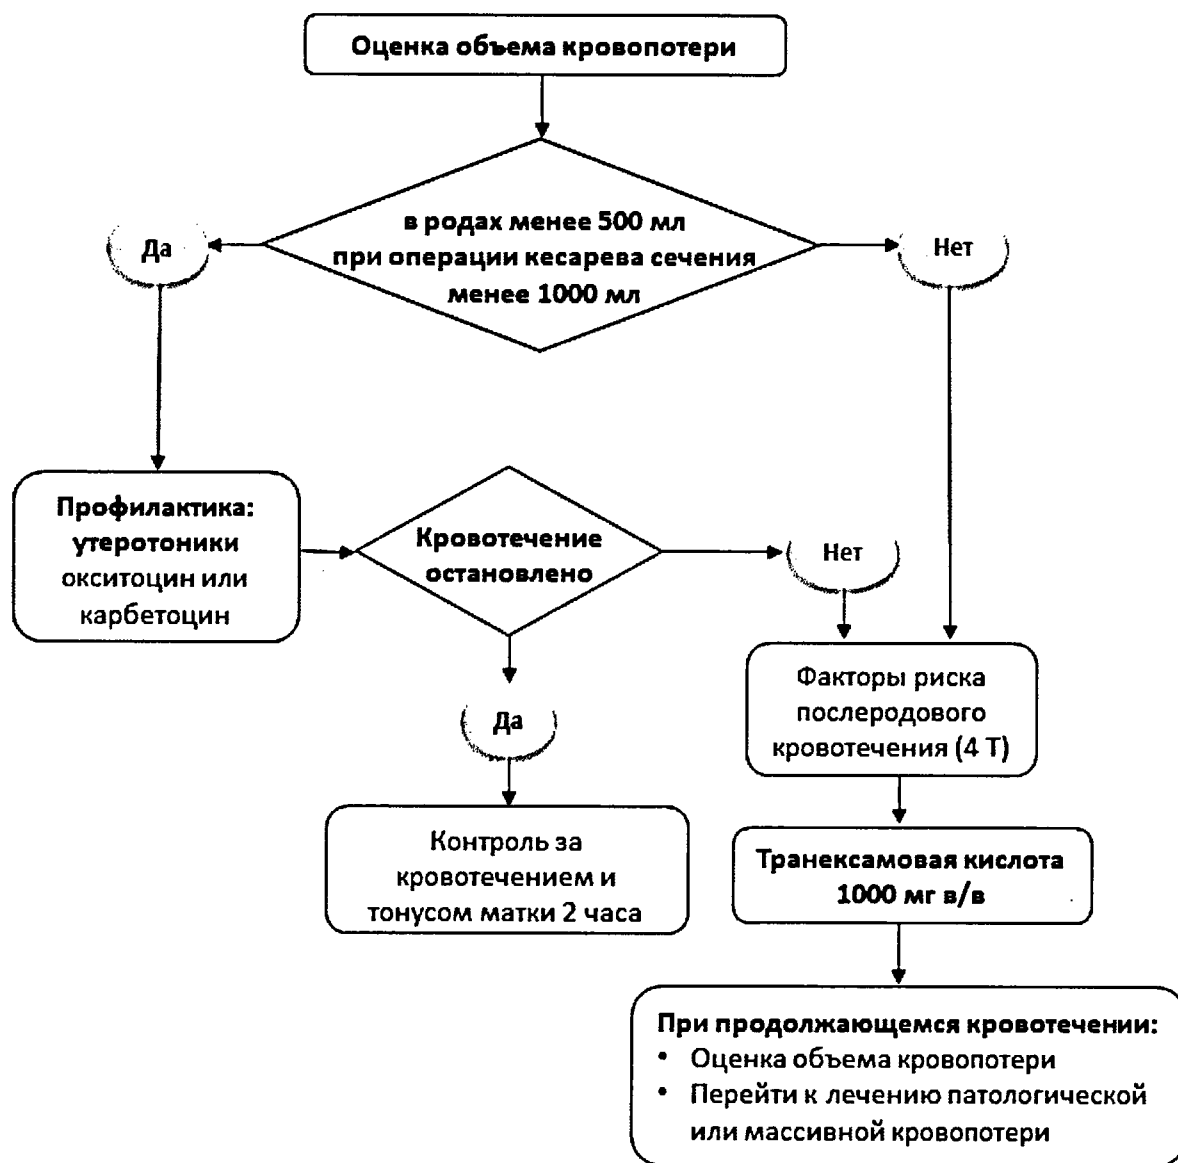 Оценка объема кровопотери
в родах менее 500 мл
при операции кесарева сечения
менее 1000 мл
Да
Нет
Профилактика:
утеротоники
окситоцин или
карбетоцин
Кровотечение
остановлено
Нет
Да
Факторы риска
послеродового
кровотечения (4 Т)
Контроль за
кровотечением и
тонусом матки 2 часа
Транексамовая кислота
1000 мг в/в
При продолжающемся кровотечении:
• Оценка объема кровопотери
• Перейти к лечению патологической
или массивной кровопотери